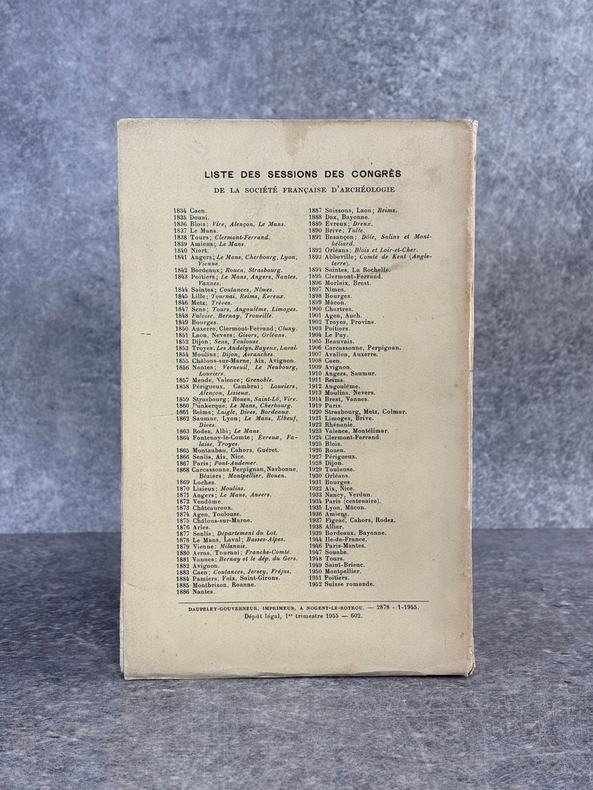 LISTE DES SESSIONS DES CONGRÈS
DE LA SOCIÉTÉ FRANÇAISE D'ARCHÉOLOGIE
1834 Caen.
1835 Douai.
1836 Blois; Vire, Alençon, Le Mans.
1837 Le Mans.
1838 Tours; Clermont-Ferrand.
1839 Amiens; Le Mans.
1840 Niort.
1841 Angers; Le Mans, Cherbourg, Lyon,
Vienne.
1842 Bordeaux; Rouen, Strasbourg.
1843 Poitiers; Le Mans, Angers, Nantes,
Vannes.
1844 Saintes; Coutances, Nîmes.
1845 Lille; Tournai, Reims, Evreux.
1846 Metz; Trèves.
1847 Sens; Tours, Angoulême, Limoges.
1848 Falaise, Bernay, Trouville.
1849 Bourges.
1850 Auxerre, Clermont-Ferrand; Cluny.
1851 Laon, Nevers; Gisors, Orléans.
1852 Dijon; Sens, Toulouse.
1853 Troyes; Les Andelys, Bayeux, Laval.
1854 Moulins; Dijon, Avranches.
1855 Châlons-sur-Marne, Aix, Avignon.
1856 Nantes; Verneuil, Le Neubourg,
Louviers.
1857 Mende, Valence; Grenoble.
1858 Périgueux, Cambrai; Louviers,
Alençon, Lisieux.
1859 Strasbourg; Rouen, Saint-Lô, Vire.
1860 Dunkerque; Le Mans, Cherbourg.
1861 Reims; Laigle, Dives, Bordeaux.
1862 Saumur, Lyon; Le Mans, Elbeuf,
Dives.
1863 Rodez, Albi; Le Mans.
1864 Fontenay-le-Comte; Evreux, Fa-
laise, Troyes.
1865 Montauban, Cahors, Guéret.
1866 Senlis, Aix, Nice.
1867 Paris; Pont-Audemer.
1868 Carcassonne, Perpignan, Narbonne,
Béziers; Montpellier, Rouen.
1869 Loches.
1870 Lisieux; Moulins.
1871 Angers; Le Mans, Anvers.
1872 Vendôme.
1873 Châteauroux.
1874 Agen, Toulouse.
1875 Châlons-sur-Marne.
1876 Arles.
1877 Senlis; Département du Lot.
1878 Le Mans, Laval; Basses-Alpes.
1879 Vienne; Milanais.
1880 Arras, Tournai; Franche-Comté.
1881 Vannes; Bernay et le dép. du Gers.
1882 Avignon.
1883 Caen; Coutances, Jersey, Fréjus.
1884 Pamiers, Foix, Saint-Girons.
1885 Montbrison, Roanne.
1886 Nantes.
1887 Soissons, Laon; Reims.
1888 Dax, Bayonne.
1889 Évreux; Dreux.
1890 Brive; Tulle.
1891 Besançon; Dôle, Salins et Mont-
béliard.
1892 Orléans; Blois et Loir-et-Cher.
1893 Abbeville; Comté de Kent (Angle-
terre).
1894 Saintes, La Rochelle.
1895 Clermont-Ferrand.
1896 Morlaix, Brest.
1897 Nîmes.
1898 Bourges.
1899 Mâcon.
1900 Chartres.
1901 Agen, Auch.
1902 Troyes, Provins.
1903 Poitiers.
1904 Le Puy.
1905 Beauvais.
1906 Carcassonne, Perpignan.
1907 Avallon, Auxerre.
1908 Caen.
1909 Avignon.
1910 Angers, Saumur.
1911 Reims.
1912 Angoulême.
1913 Moulins, Nevers.
1914 Brest, Vannes.
1919 Paris.
1920 Strasbourg, Metz, Colmar.
1921 Limoges, Brive.
1922 Rhénanie.
1923 Valence, Montélimar.
1924 Clermont-Ferrand.
1925 Blois.
1926 Rouen.
1927 Périgueux.
1928 Dijon.
1929 Toulouse.
1930 Orléans.
1931 Bourges.
1932 Aix, Nice.
1933 Nancy, Verdun.
1934 Paris (centenaire).
1935 Lyon, Mâcon.
1936 Amiens.
1937 Figeac, Cahors, Rodez.
1938 Allier.
1939 Bordeaux, Bayonne.
1944 Ile-de-France.
1946 Paris-Mantes.
1947 Souabe.
1948 Tours.
1949 Saint-Brieuc.
1950 Montpellier.
1951 Poitiers.
1952 Suisse romande.
DAUPELEY-GOUVERNEUR, IMPRIMEUR, A NOGENT-LE-ROTROU. — 2878 - 1-1955.
Dépôt légal, 1er trimestre 1955 — 602.